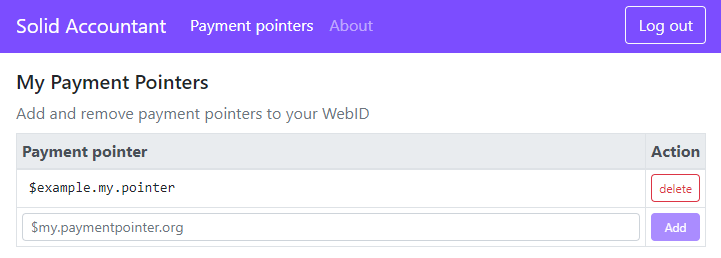 Solid Accountant Payment pointers About Log out
My Payment Pointers
Add and remove payment pointers to your WebID
Payment pointer Action
$example.my.pointer delete
$my.paymentpointer.org Add